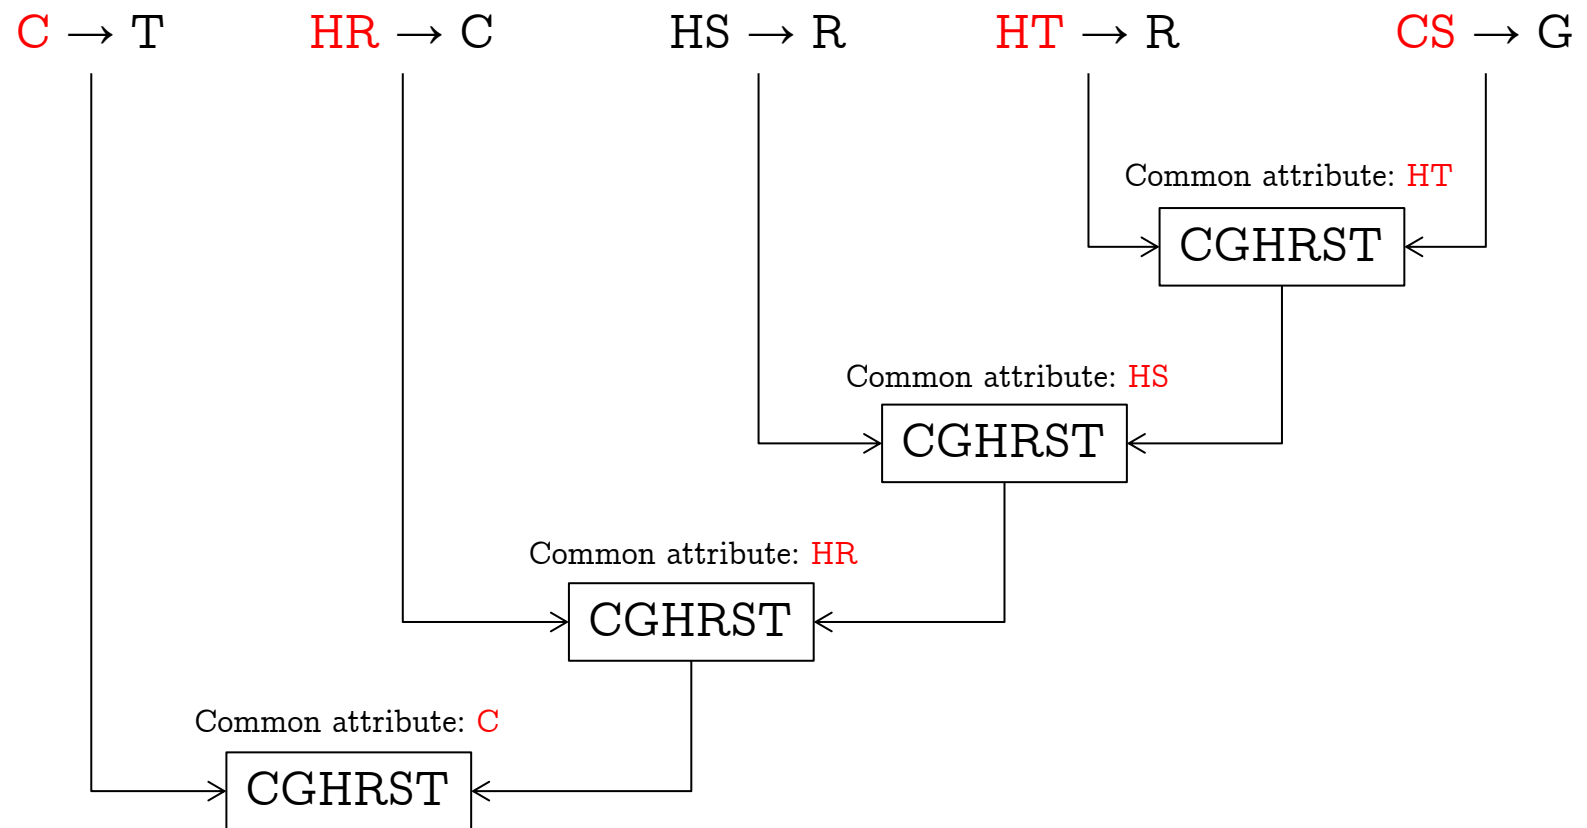 C → T HR → C HS → R HT → R CS → G
Common attribute: HT
CGHRST
Common attribute: HS
CGHRST
Common attribute: HR
CGHRST
Common attribute: C
CGHRST